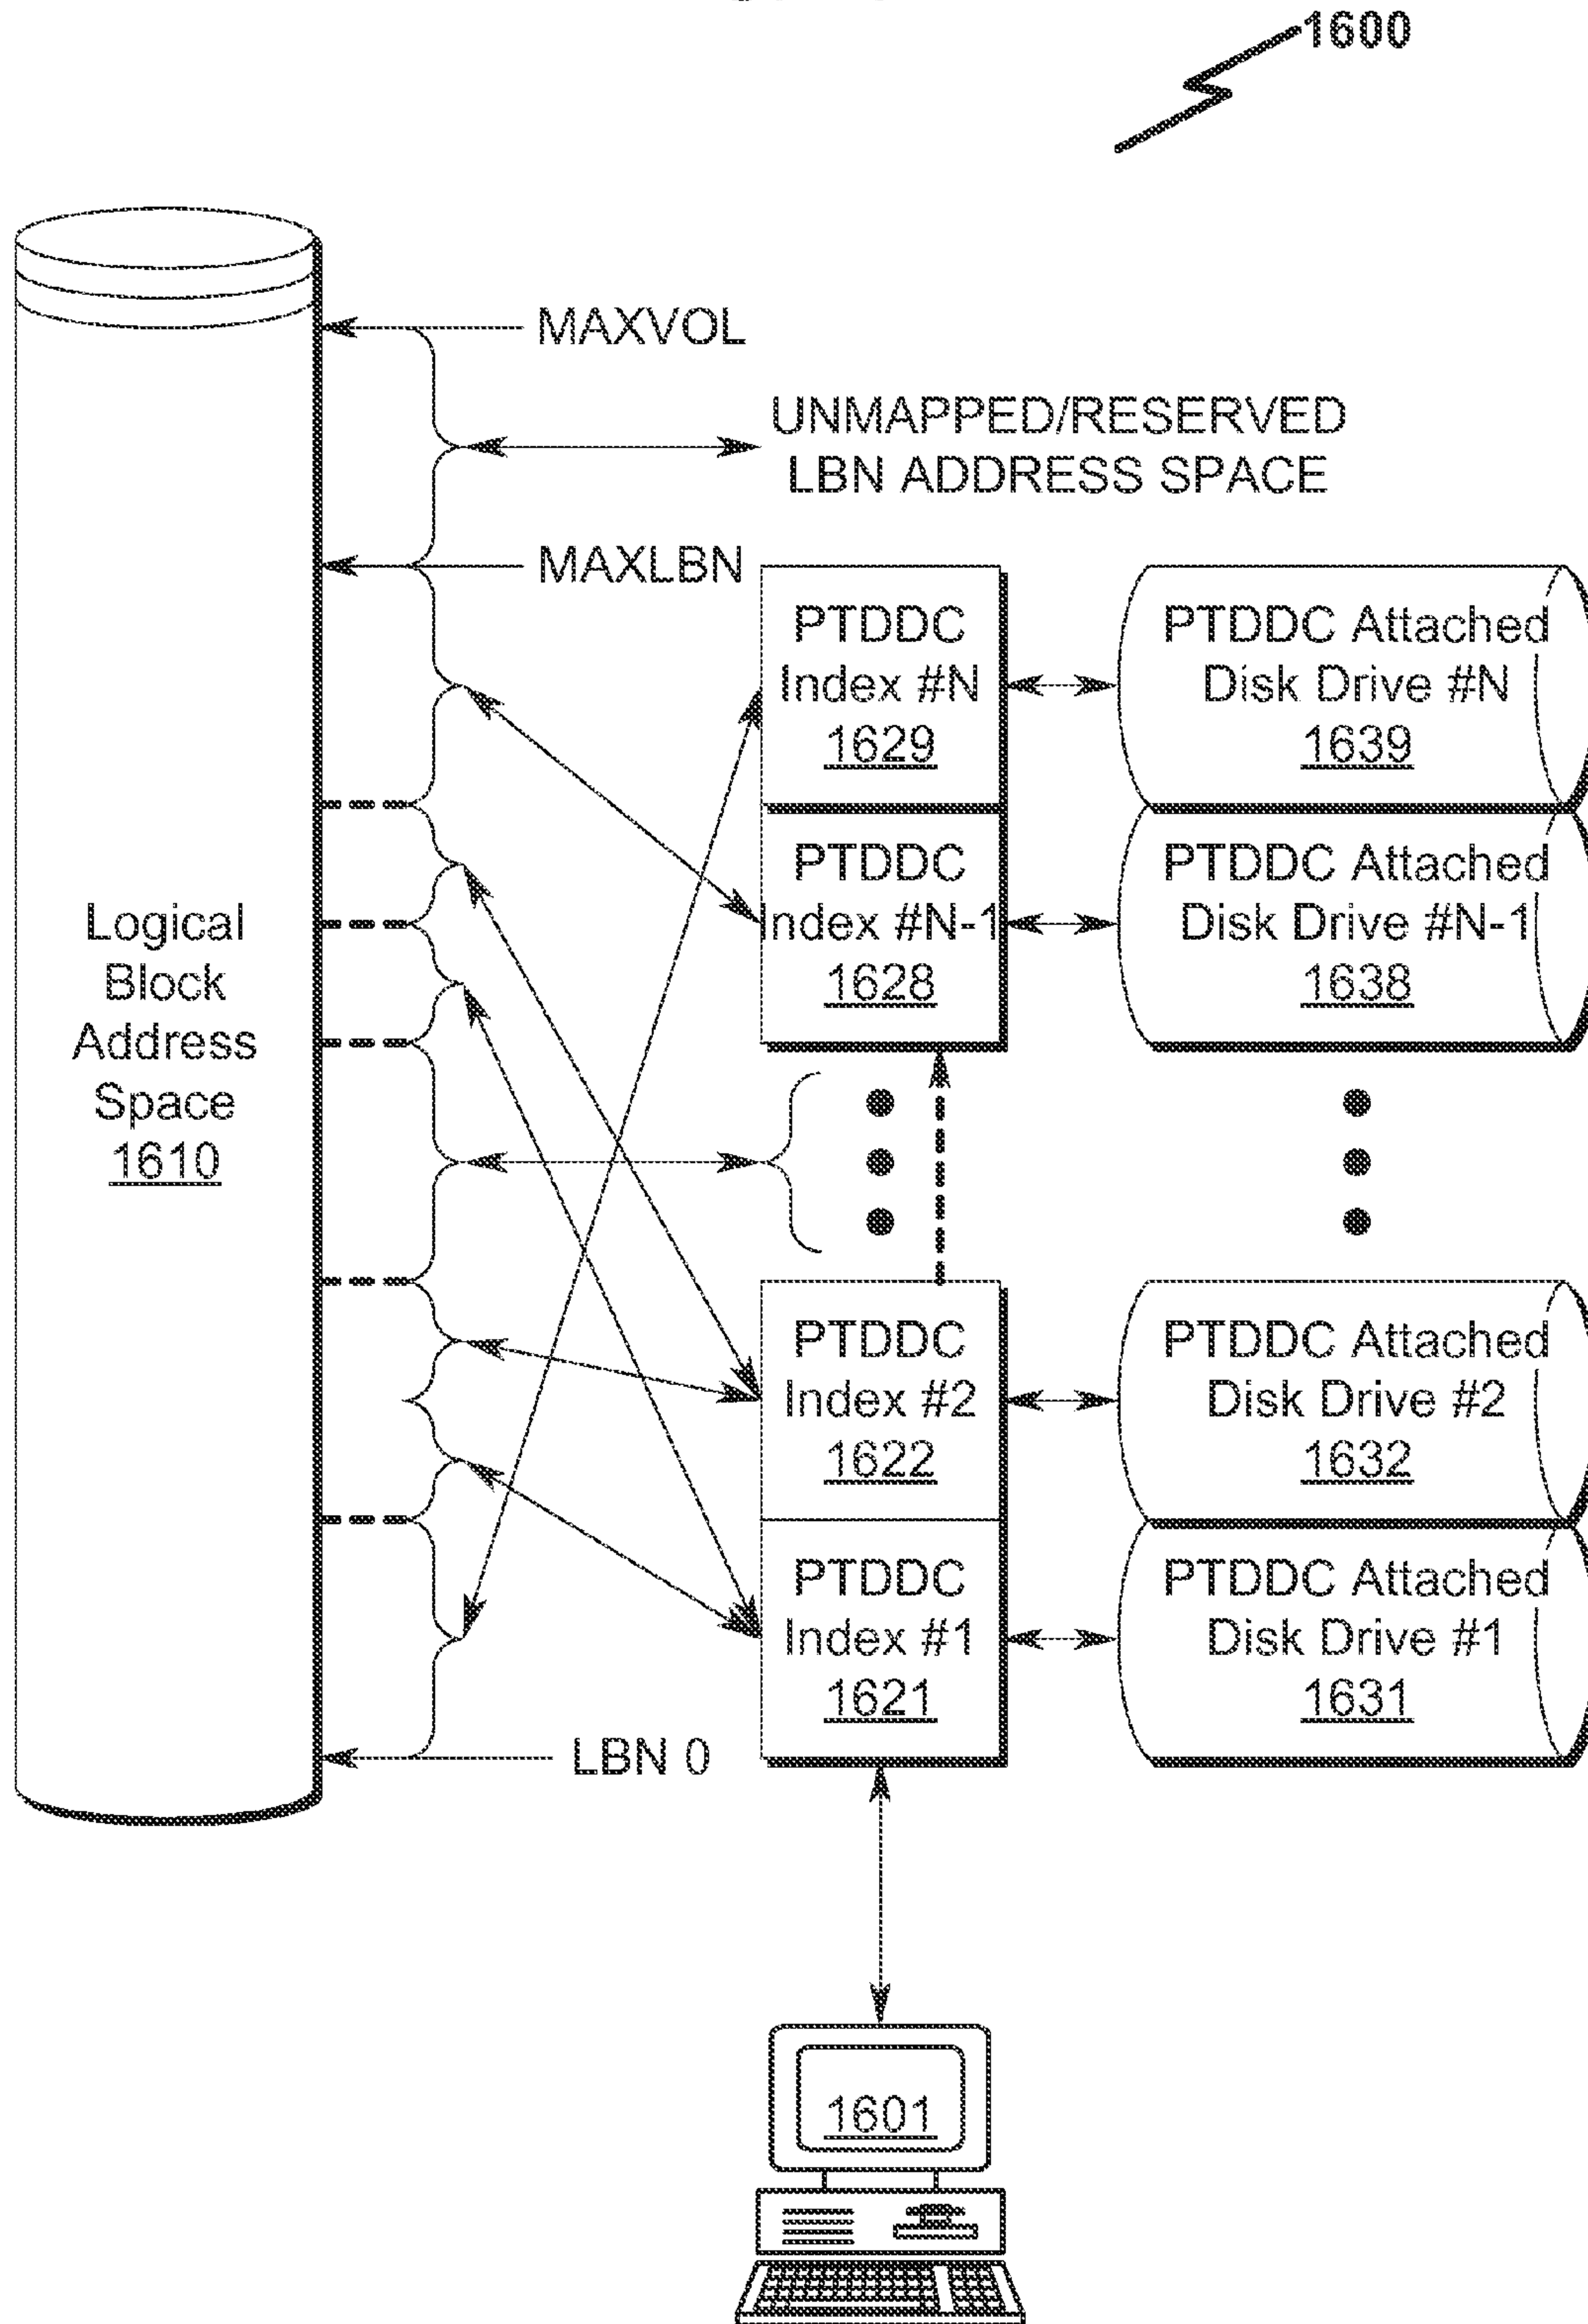 1600
MAXVOL
UNMAPPED/RESERVED
LBN ADDRESS SPACE
MAXLBN
PTDDC
Index #N
1629
PTDDC Attached
Disk Drive #N
1639
PTDDC
Index #N-1
1628
PTDDC Attached
Disk Drive #N-1
1638
Logical
Block
Address
Space
1610
PTDDC
Index #2
1622
PTDDC Attached
Disk Drive #2
1632
PTDDC
Index #1
1621
PTDDC Attached
Disk Drive #1
1631
LBN 0
1601